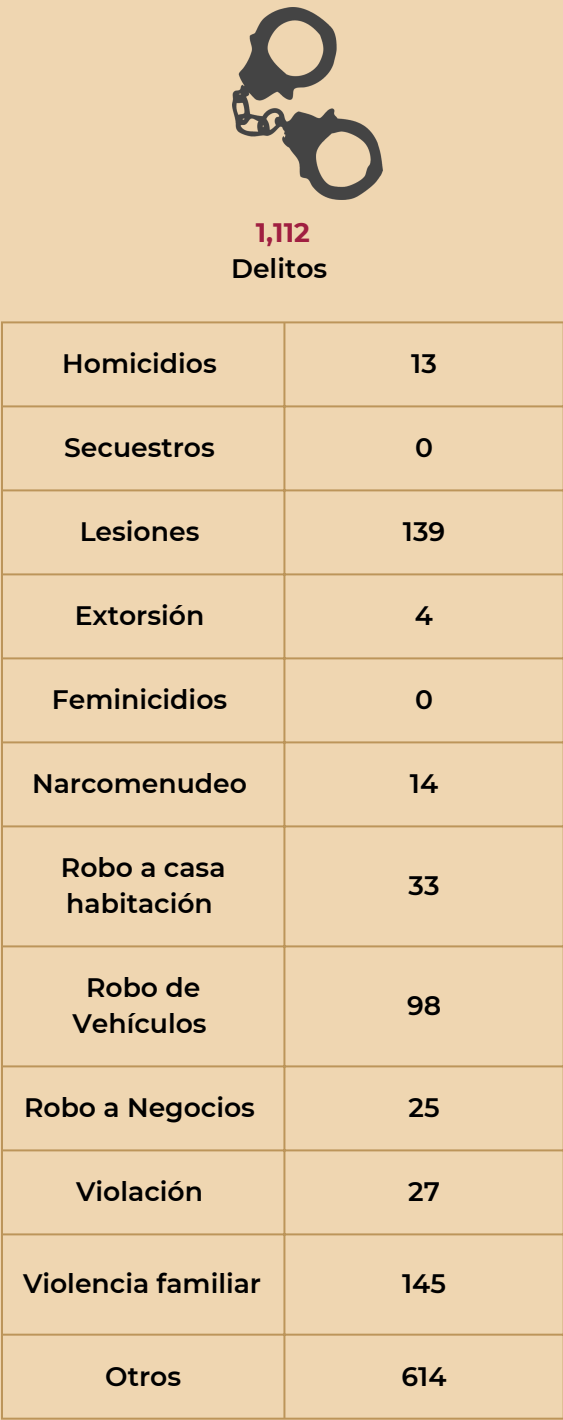 1,112
Delitos
Homicidios 13
Secuestros 0
Lesiones 139
Extorsión 4
Feminicidios 0
Narcomenudeo 14
Robo a casa
habitación 33
Robo de
Vehículos 98
Robo a Negocios 25
Violación 27
Violencia familiar 145
Otros 614